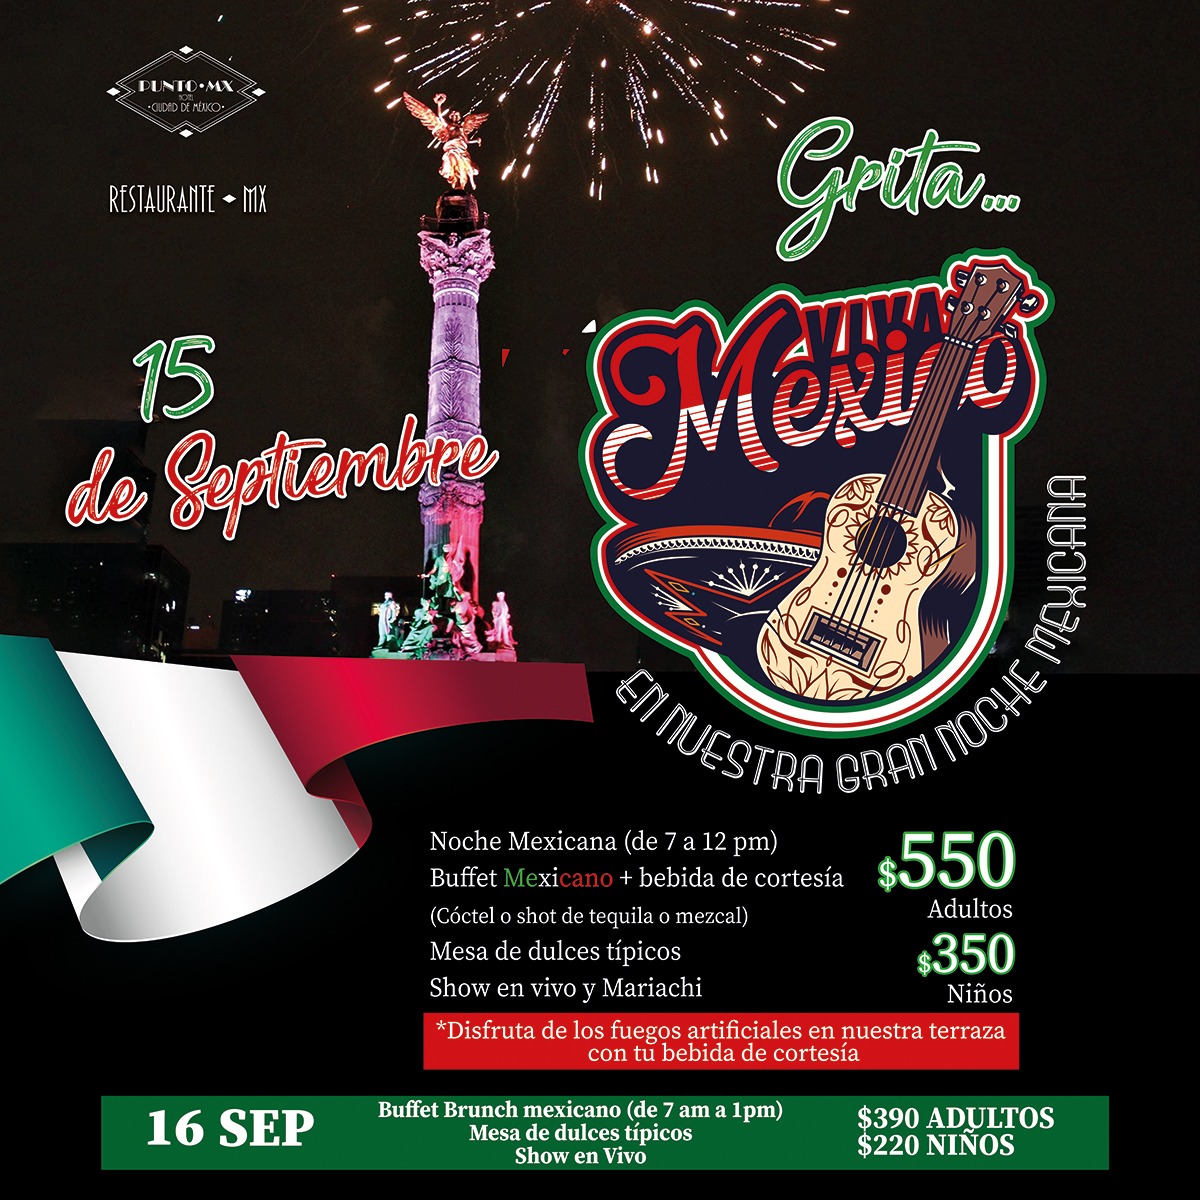 PUNTO•MX
HOTEL
•CIUDAD DE MÉXICO•
RESTAURANTE • MX
Grita...
VIVA
Mexico
15
de Septiembre
EN NUESTRA GRAN NOCHE MEXICANA
Noche Mexicana (de 7 a 12 pm)
Buffet Mexicano + bebida de cortesía
(Cóctel o shot de tequila o mezcal)
Mesa de dulces típicos
Show en vivo y Mariachi
$550
Adultos
$350
Niños
*Disfruta de los fuegos artificiales en nuestra terraza
con tu bebida de cortesía
16 SEP
Buffet Brunch mexicano (de 7 am a 1pm)
Mesa de dulces típicos
Show en Vivo
$390 ADULTOS
$220 NIÑOS